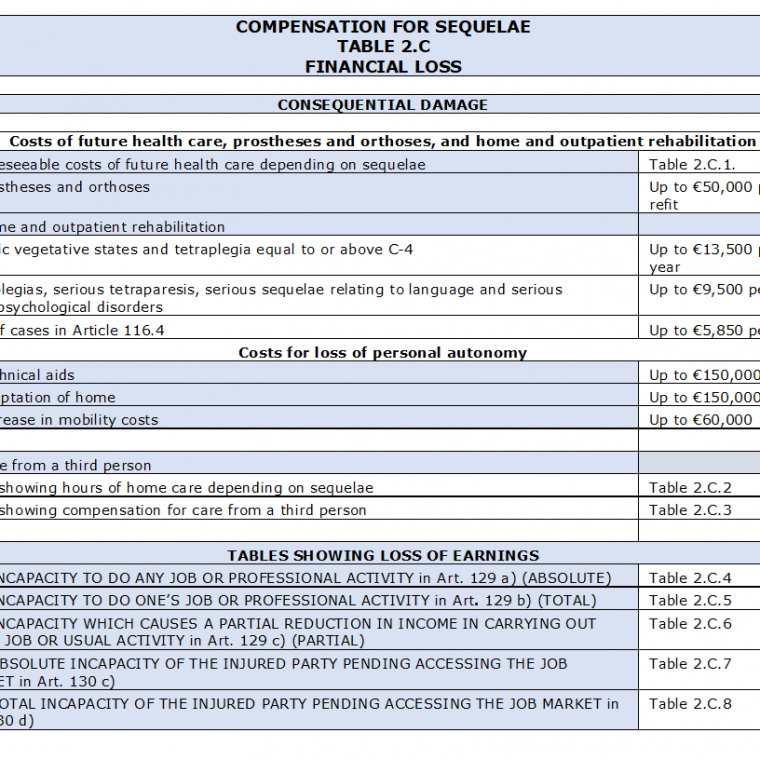 COMPENSATION FOR SEQUELAE
TABLE 2.C
FINANCIAL LOSS
CONSEQUENTIAL DAMAGE
Costs of future health care, prostheses and orthoses, and home and outpatient rehabilitation
eseeable costs of future health care depending on sequelae Table 2.C.1.
stheses and orthoses Up to €50,000 p
refit
me and outpatient rehabilitation
ic vegetative states and tetraplegia equal to or above C-4 Up to €13,500 p
year
legias, serious tetraparesis, serious sequelae relating to language and serious Up to €9,500 pe
psychological disorders
f cases in Article 116.4 Up to €5,850 per
Costs for loss of personal autonomy
hnical aids Up to €150,000
ptation of home Up to €150,000
rease in mobility costs Up to €60,000
e from a third person
showing hours of home care depending on sequelae Table 2.C.2
showing compensation for care from a third person Table 2.C.3
TABLES SHOWING LOSS OF EARNINGS
NCAPACITY TO DO ANY JOB OR PROFESSIONAL ACTIVITY in Art. 129 a) (ABSOLUTE) Table 2.C.4
NCAPACITY TO DO ONE'S JOB OR PROFESSIONAL ACTIVITY in Art. 129 b) (TOTAL) Table 2.C.5
NCAPACITY WHICH CAUSES A PARTIAL REDUCTION IN INCOME IN CARRYING OUT Table 2.C.6
JOB OR USUAL ACTIVITY in Art. 129 c) (PARTIAL)
BSOLUTE INCAPACITY OF THE INJURED PARTY PENDING ACCESSING THE JOB Table 2.C.7
ET in Art. 130 c)
OTAL INCAPACITY OF THE INJURED PARTY PENDING ACCESSING THE JOB MARKET in Table 2.C.8
30 d)